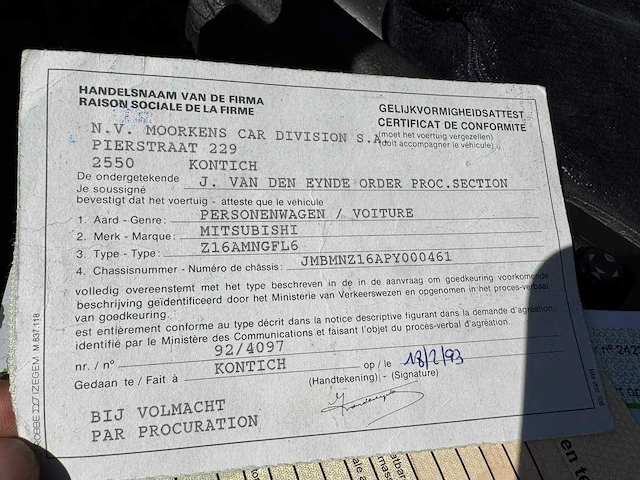 HANDELSNAAM VAN DE FIRMA
RAISON SOCIALE DE LA FIRME
GELIJKVORMIGHEIDSATTEST
CERTIFICAT DE CONFORMITE
(moet het voertuig vergezellen)
(doit accompagner le véhicule)
N.V. MOORKENS CAR DIVISION S.A
PIERSTRAAT 229
2550 KONTICH
De ondergetekende
Je soussigné J. VAN DEN EYNDE ORDER PROC.SECTION
bevestigt dat het voertuig - atteste que le véhicule
1. Aard - Genre: PERSONENWAGEN / VOITURE
2. Merk - Marque: MITSUBISHI
3. Type - Type: Z16AMNGFL6
4. Chassisnummer - Numéro de châssis: JMBMNZ16APY000461
volledig overeenstemt met het type beschreven in de in de aanvraag om goedkeuring voorkomende
beschrijving geïdentificeerd door het Ministerie van Verkeerswezen en opgenomen in het proces-verbaal
van goedkeuring.
est entièrement conforme au type décrit dans la notice descriptive figurant dans la demande d'agréation,
identifié par le Ministère des Communications et faisant l'objet du procès-verbal d'agréation.
nr. / nº 92/4097
Gedaan te / Fait à KONTICH op / le 18/2/93
(Handtekening) - (Signature)
BIJ VOLMACHT
PAR PROCURATION
IZEGEM M.837.118